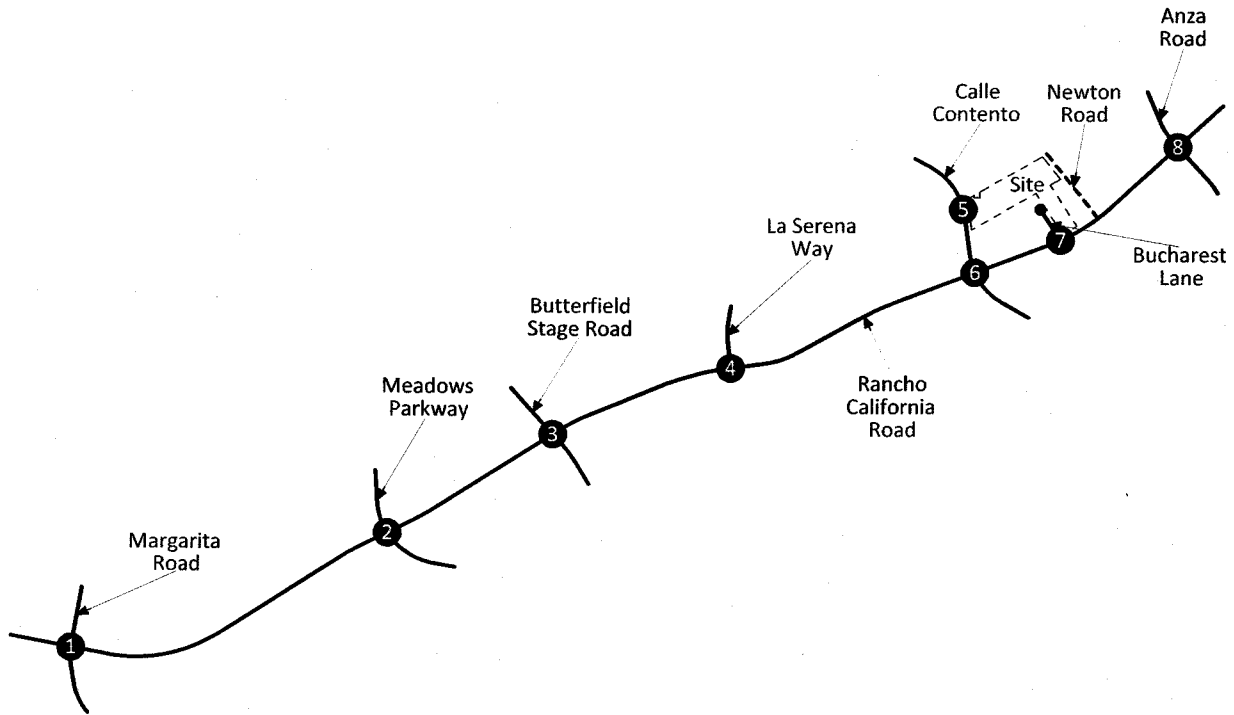 Anza
Road
Calle
Contento
Newton
Road
8
Site
5
La Serena
Way
7
Bucharest
Lane
6
Butterfield
Stage Road
4
Rancho
California
Road
Meadows
Parkway
3
2
Margarita
Road
1